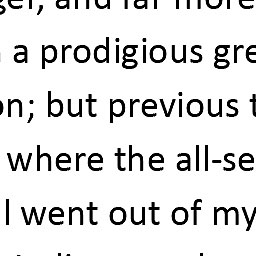 ger, and far more
a prodigious gre
on; but previous t
where the all-se
l went out of my